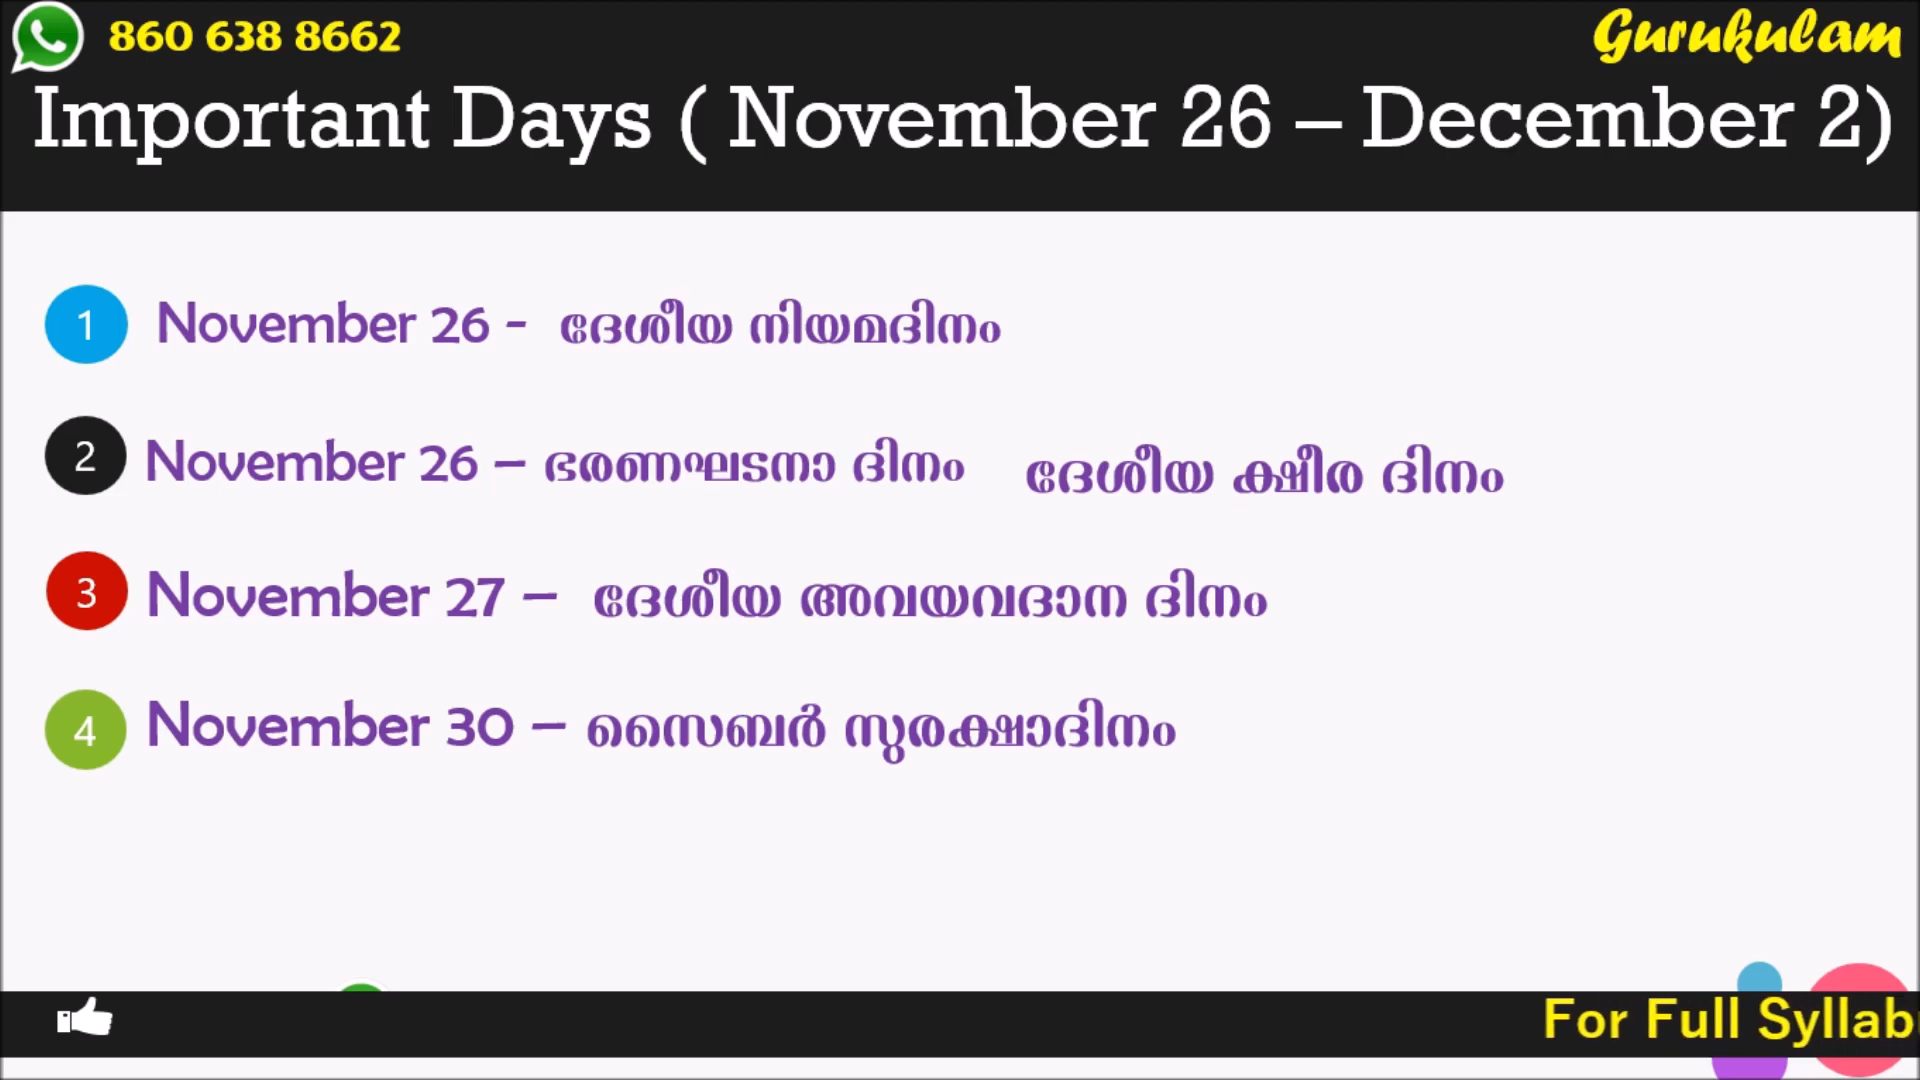 860 638 8662
Gurukulam
Important Days ( November 26 – December 2)
1 November 26 - ദേശീയ നിയമദിനം
2 November 26 – ഭരണഘടനാ ദിനം ദേശീയ ക്ഷീര ദിനം
3 November 27 – ദേശീയ അവയവദാന ദിനം
4 November 30 – സൈബർ സുരക്ഷാദിനം
For Full Syllab